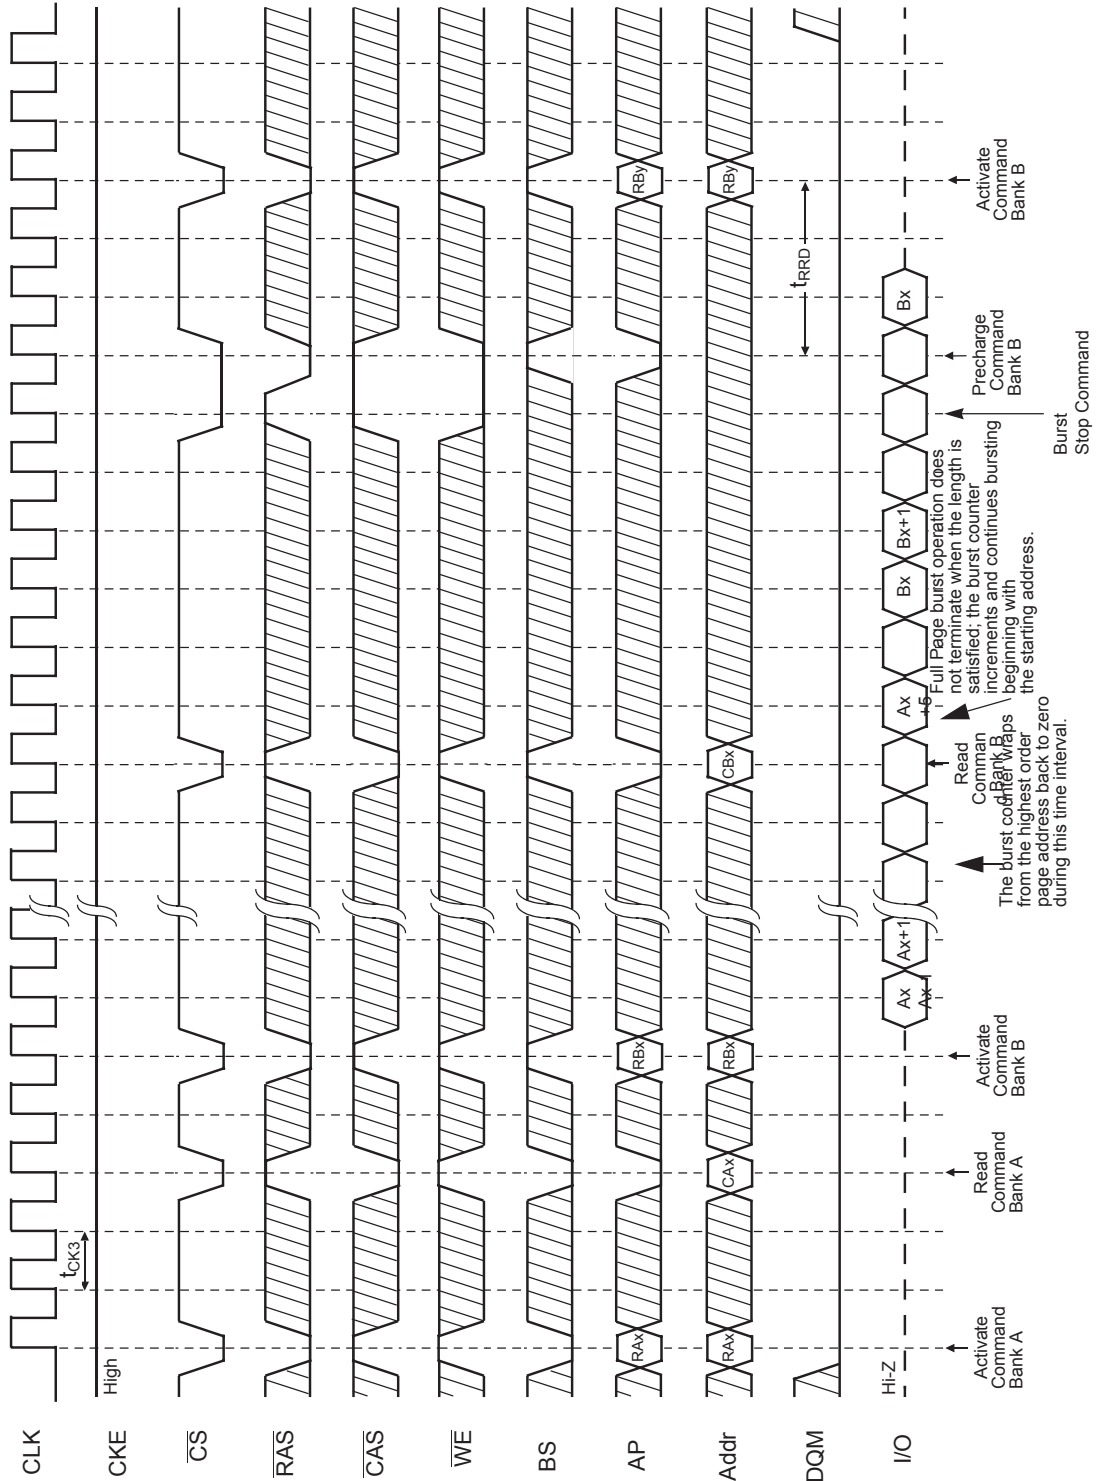 CLK
CKE
CS
RAS
CAS
WE
BS
AP
Addr
DQM
I/O
tCK3
High
RAx
RBx
RBy
RAx
CAx
RBx
CBx
RBy
tRRD
Hi-Z
Ax
Ax-1
Ax+1
Ax
+5
Bx
Bx+1
Bx
Activate
Command
Bank A
Read
Command
Bank A
Activate
Command
Bank B
The burst counter wraps
from the highest order
page address back to zero
during this time interval.
Read
Comman
d Bank B
Full Page burst operation does
not terminate when the length is
satisfied; the burst counter
increments and continues bursting
beginning with
the starting address.
Burst
Stop Command
Precharge
Command
Bank B
Activate
Command
Bank B